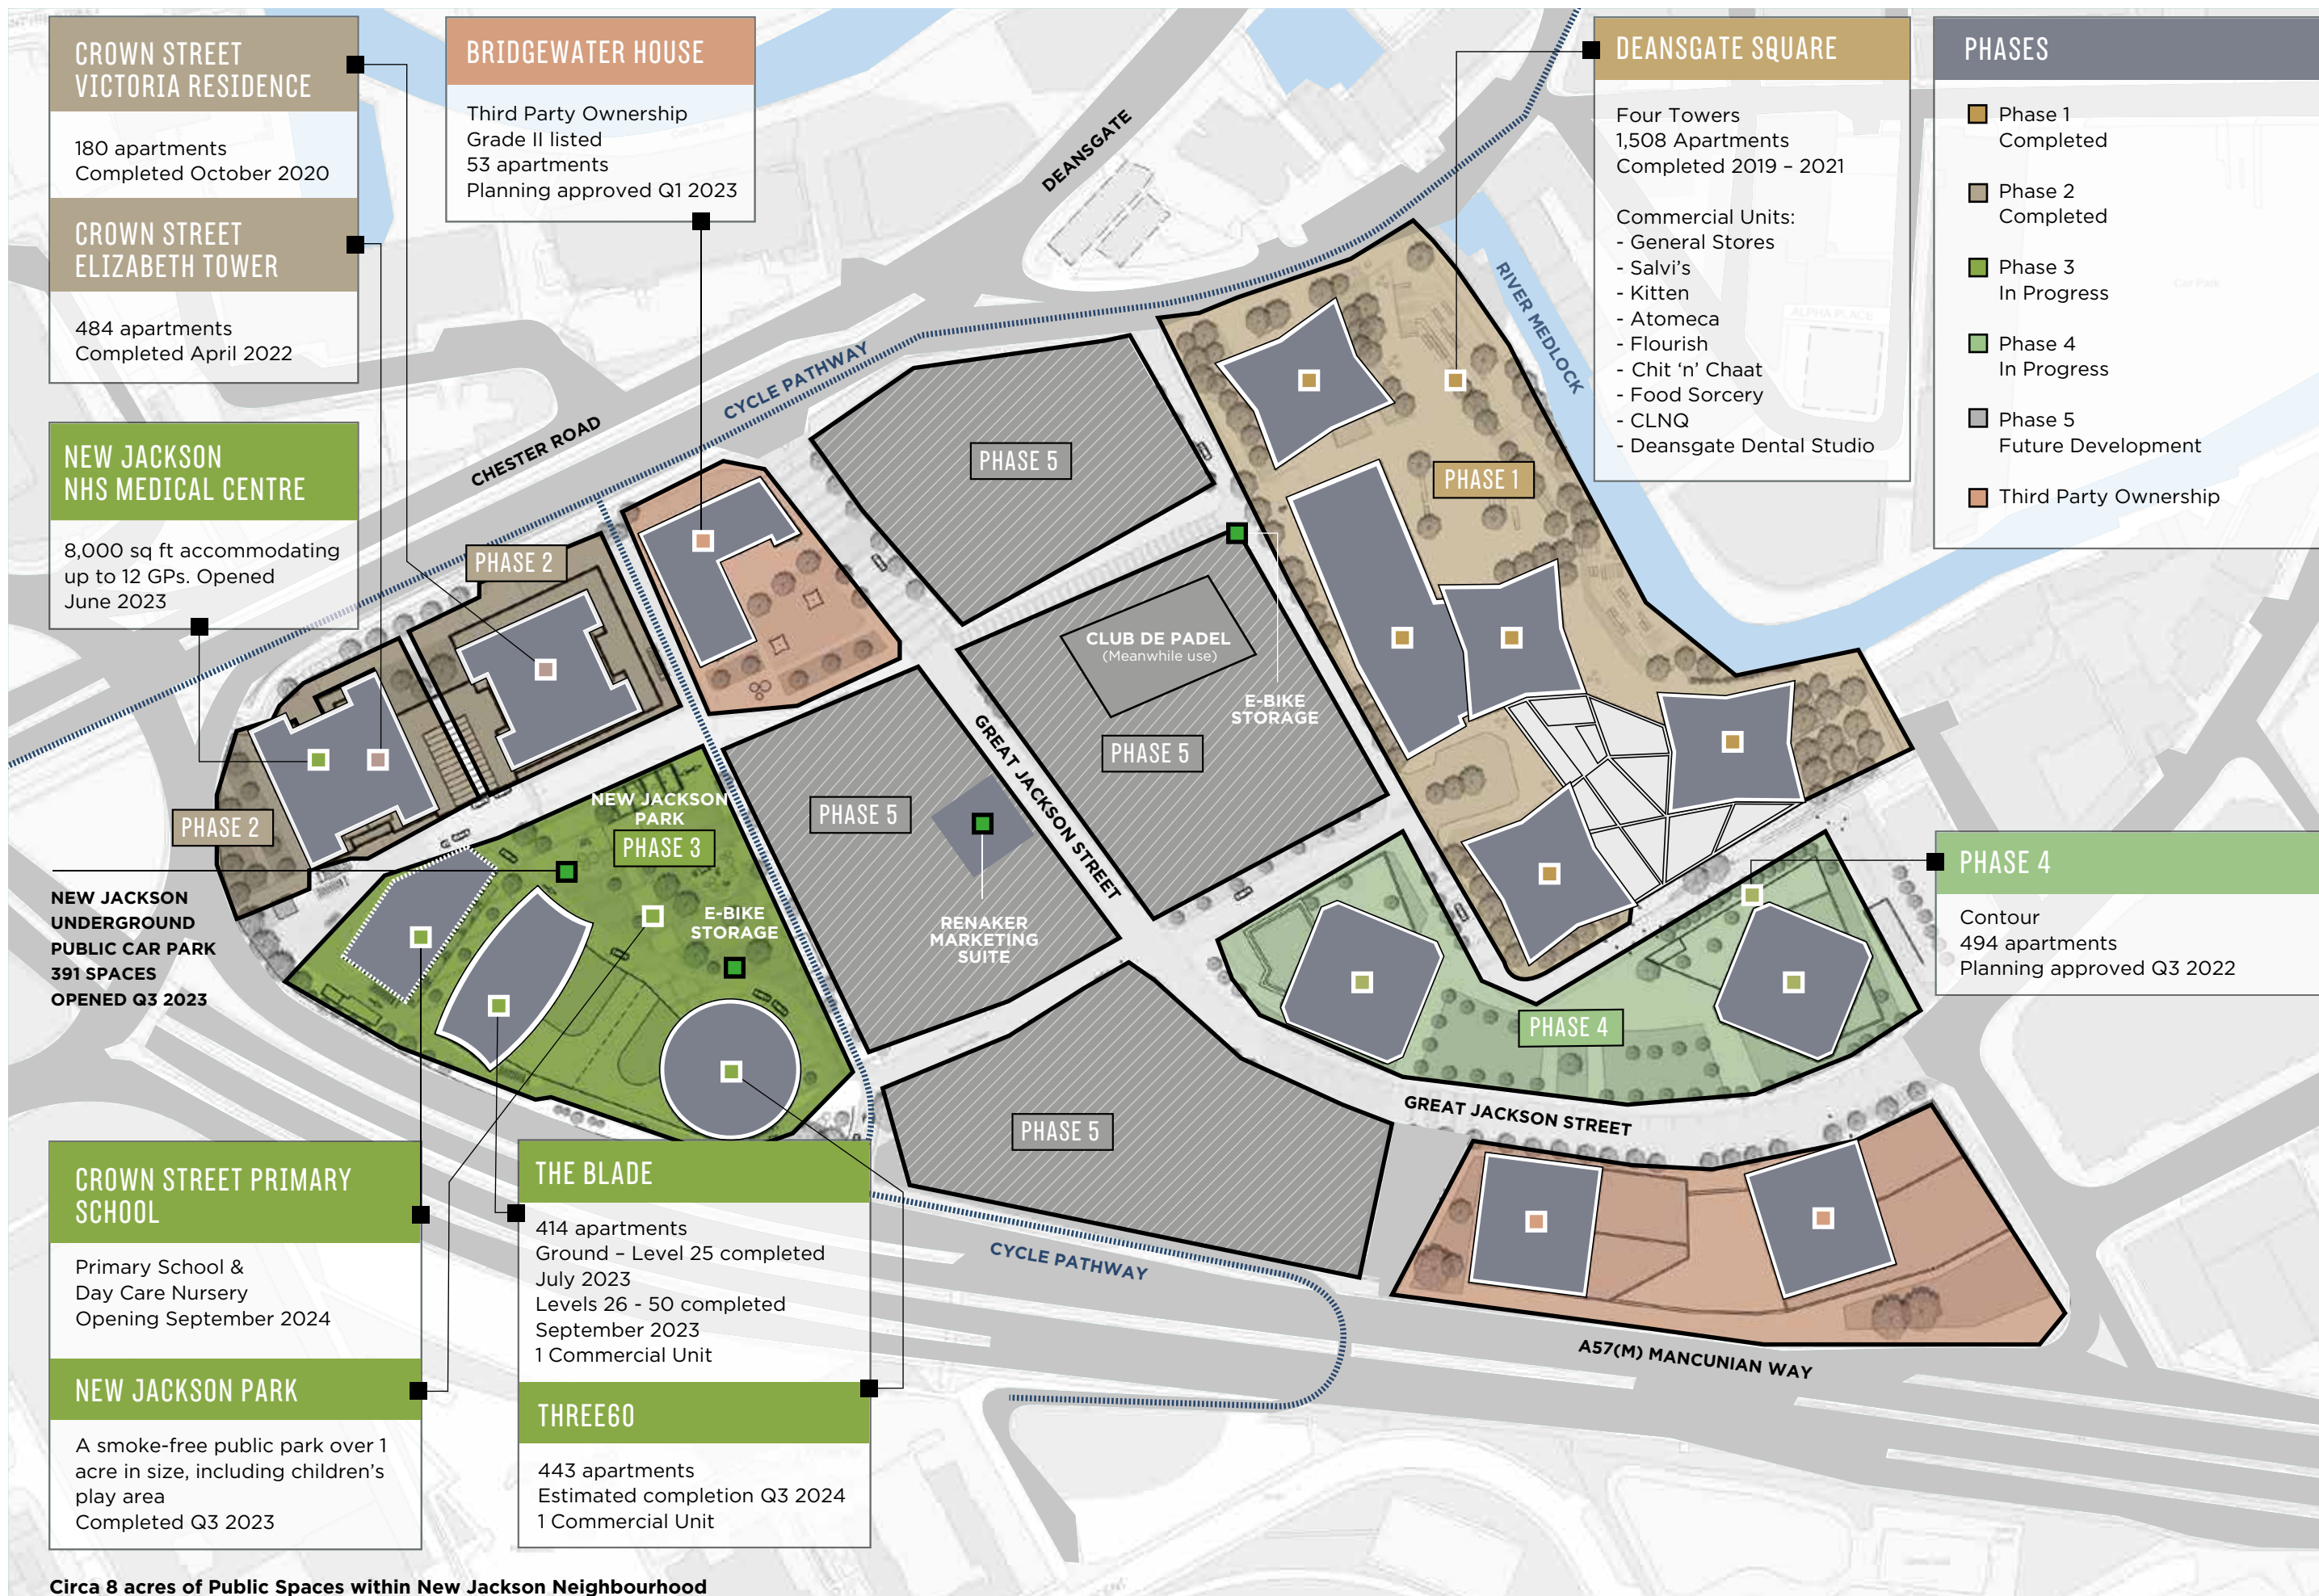 CROWN STREET
VICTORIA RESIDENCE
180 apartments
Completed October 2020
CROWN STREET
ELIZABETH TOWER
484 apartments
Completed April 2022
BRIDGEWATER HOUSE
Third Party Ownership
Grade II listed
53 apartments
Planning approved Q1 2023
DEANSGATE SQUARE
Four Towers
1,508 Apartments
Completed 2019 – 2021
Commercial Units:
- General Stores
- Salvi’s
- Kitten
- Atomeca
- Flourish
- Chit ‘n’ Chaat
- Food Sorcery
- CLNQ
- Deansgate Dental Studio
PHASES
Phase 1
Completed
Phase 2
Completed
Phase 3
In Progress
Phase 4
In Progress
Phase 5
Future Development
Third Party Ownership
NEW JACKSON
NHS MEDICAL CENTRE
8,000 sq ft accommodating
up to 12 GPs. Opened
June 2023
DEANSGATE
RIVER MEDLOCK
ALPHA PLACE
Car Park
CYCLE PATHWAY
CHESTER ROAD
PHASE 5
PHASE 1
PHASE 2
CLUB DE PADEL
(Meanwhile use)
E-BIKE
STORAGE
PHASE 5
GREAT JACKSON STREET
PHASE 2
NEW JACKSON
PARK
PHASE 3
PHASE 5
E-BIKE
STORAGE
RENAKER
MARKETING
SUITE
NEW JACKSON
UNDERGROUND
PUBLIC CAR PARK
391 SPACES
OPENED Q3 2023
PHASE 4
Contour
494 apartments
Planning approved Q3 2022
PHASE 4
GREAT JACKSON STREET
PHASE 5
CYCLE PATHWAY
A57(M) MANCUNIAN WAY
CROWN STREET PRIMARY
SCHOOL
Primary School &
Day Care Nursery
Opening September 2024
NEW JACKSON PARK
A smoke-free public park over 1
acre in size, including children’s
play area
Completed Q3 2023
THE BLADE
414 apartments
Ground – Level 25 completed
July 2023
Levels 26 - 50 completed
September 2023
1 Commercial Unit
THREE60
443 apartments
Estimated completion Q3 2024
1 Commercial Unit
Circa 8 acres of Public Spaces within New Jackson Neighbourhood